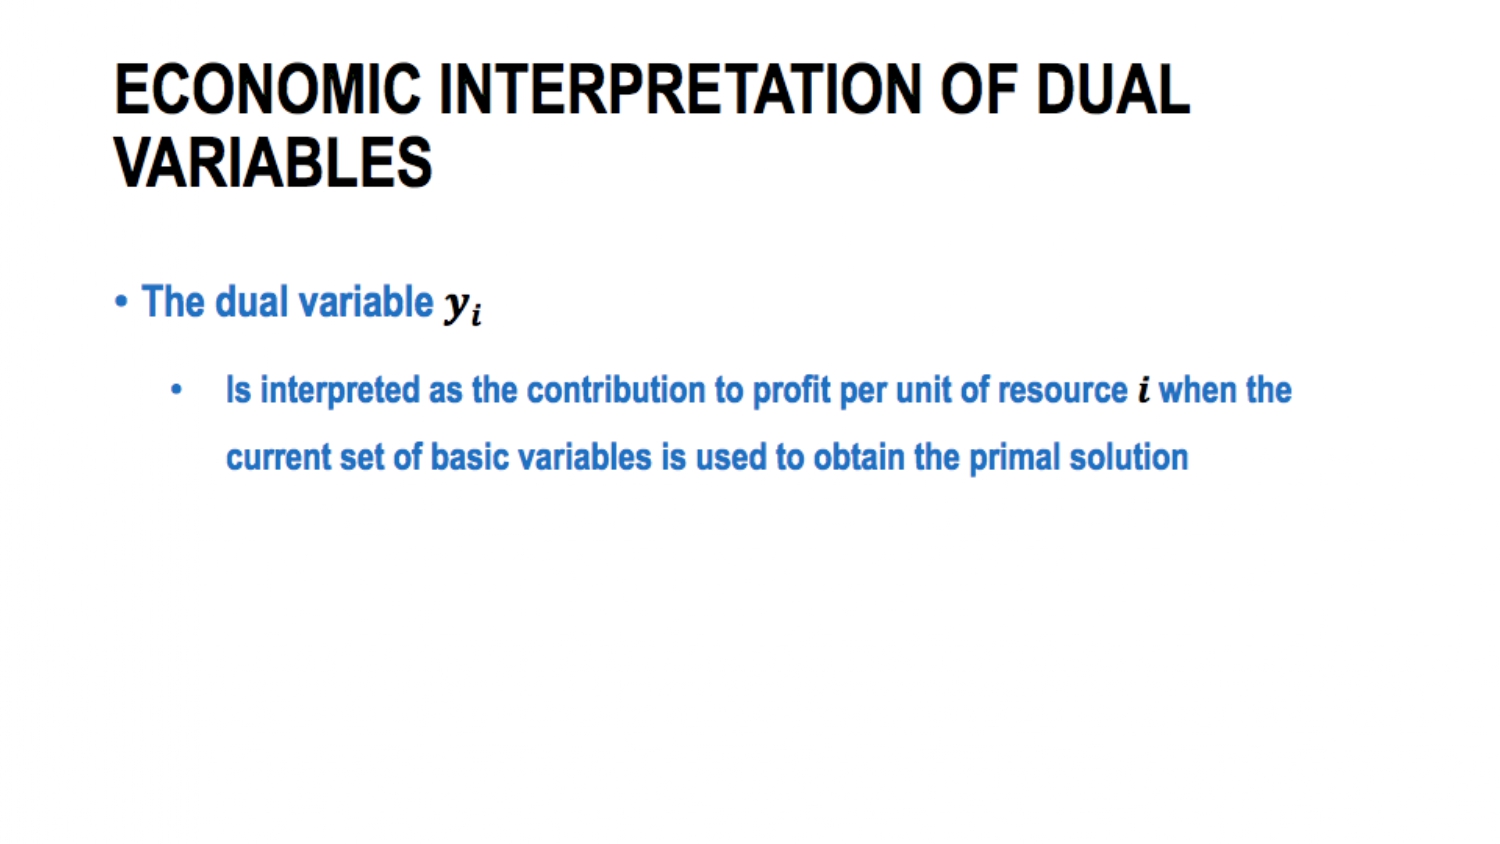 ECONOMIC INTERPRETATION OF DUAL
VARIABLES
• The dual variable yᵢ
• Is interpreted as the contribution to profit per unit of resource i when the
current set of basic variables is used to obtain the primal solution